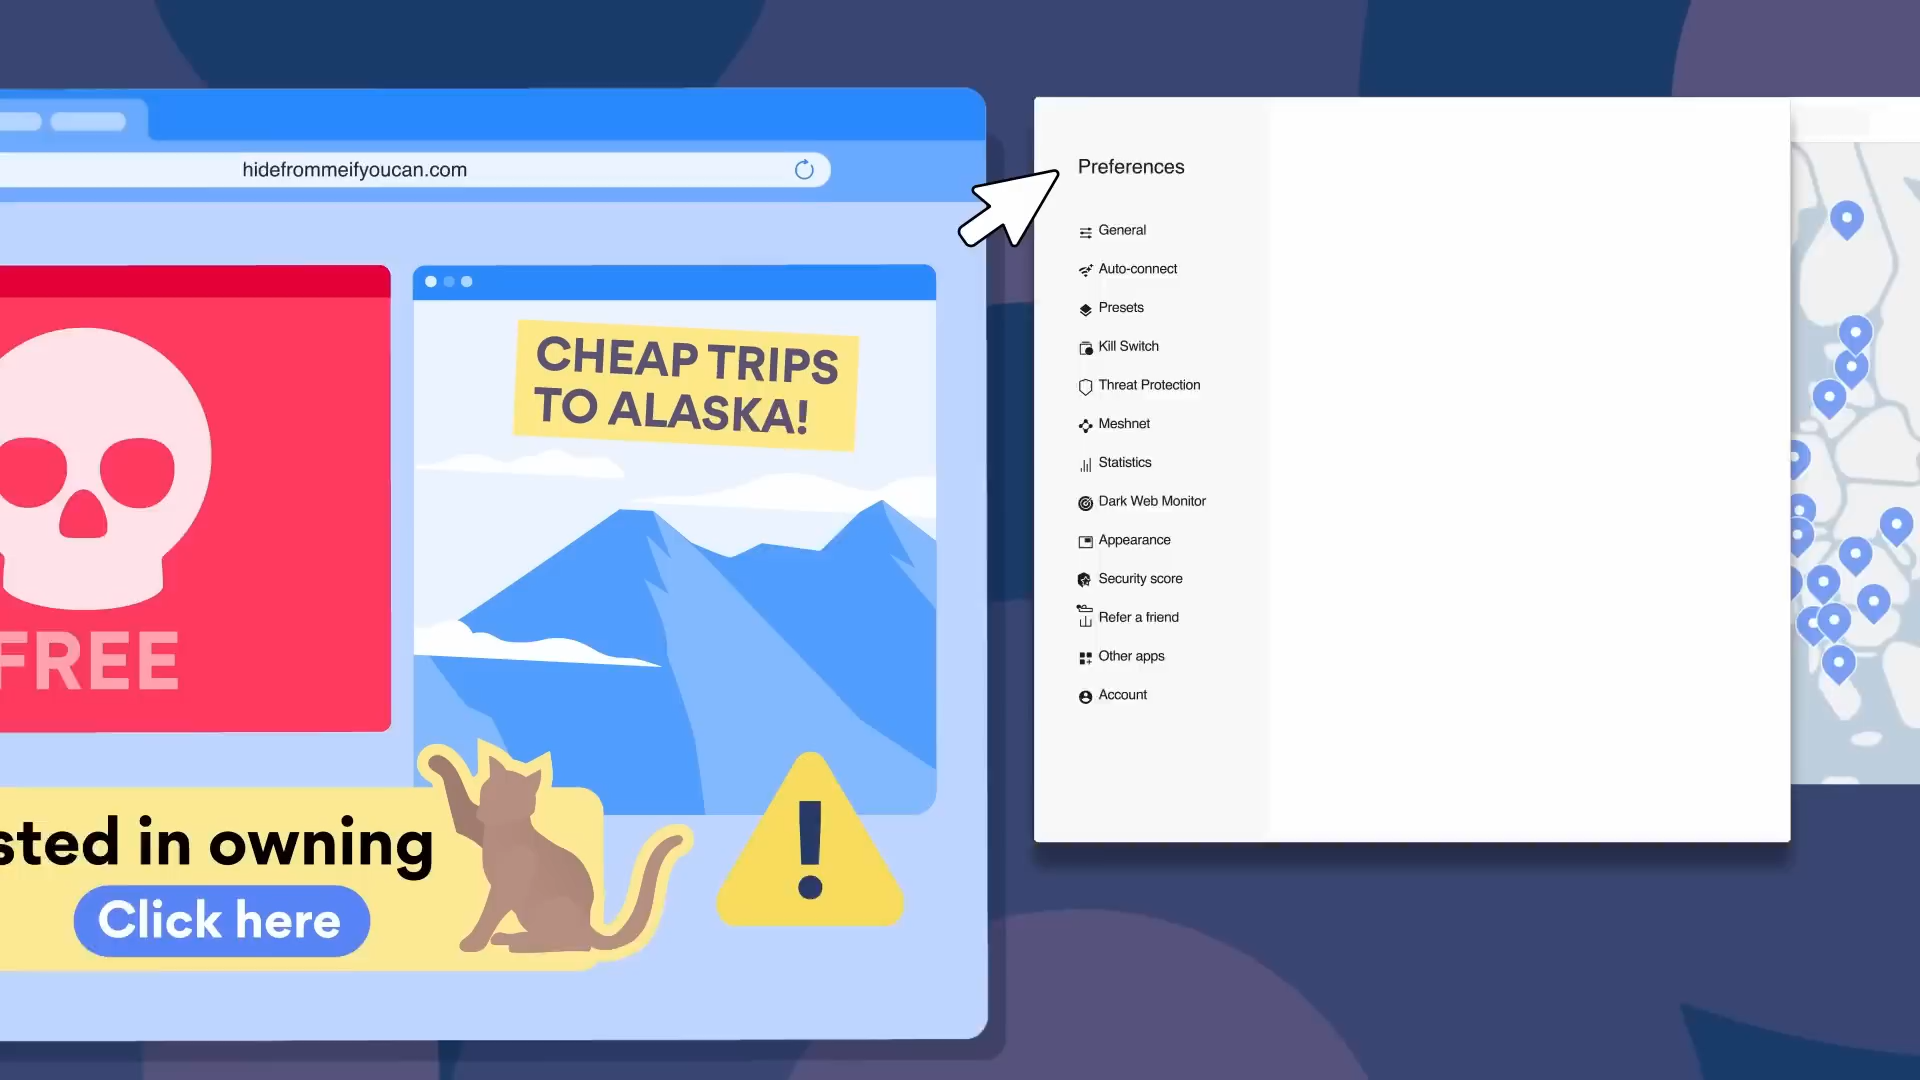 hidefrommeifyoucan.com
FREE
CHEAP TRIPS
TO ALASKA!
sted in owning
Click here
Preferences
General
Auto-connect
Presets
Kill Switch
Threat Protection
Meshnet
Statistics
Dark Web Monitor
Appearance
Security score
Refer a friend
Other apps
Account